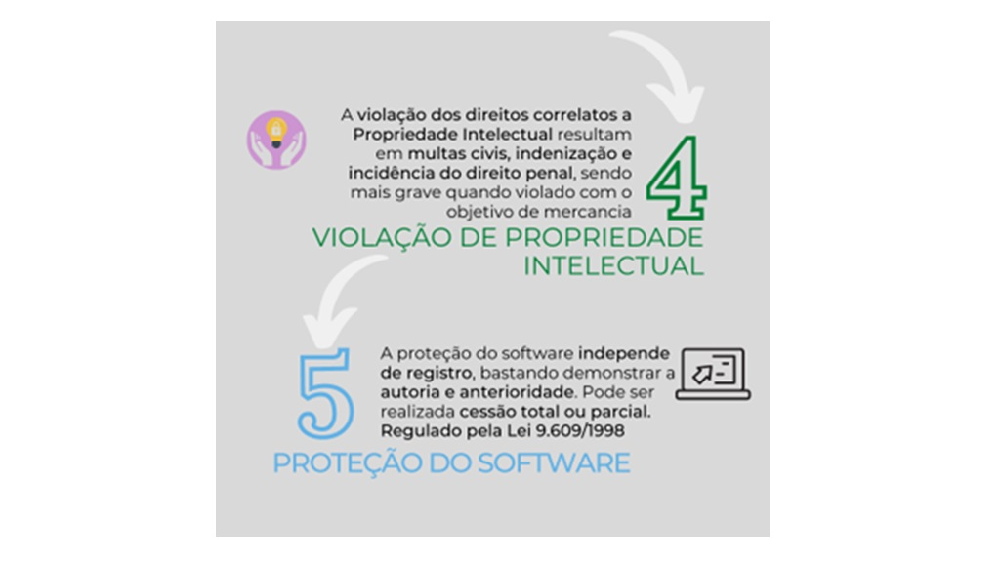 A violação dos direitos correlatos a
Propriedade Intelectual resultam
em multas civis, indenização e
incidência do direito penal, sendo
mais grave quando violado com o
objetivo de mercancia
4
VIOLAÇÃO DE PROPRIEDADE
INTELECTUAL
5
A proteção do software independe
de registro, bastando demonstrar a
autoria e anterioridade. Pode ser
realizada cessão total ou parcial.
Regulado pela Lei 9.609/1998
PROTEÇÃO DO SOFTWARE